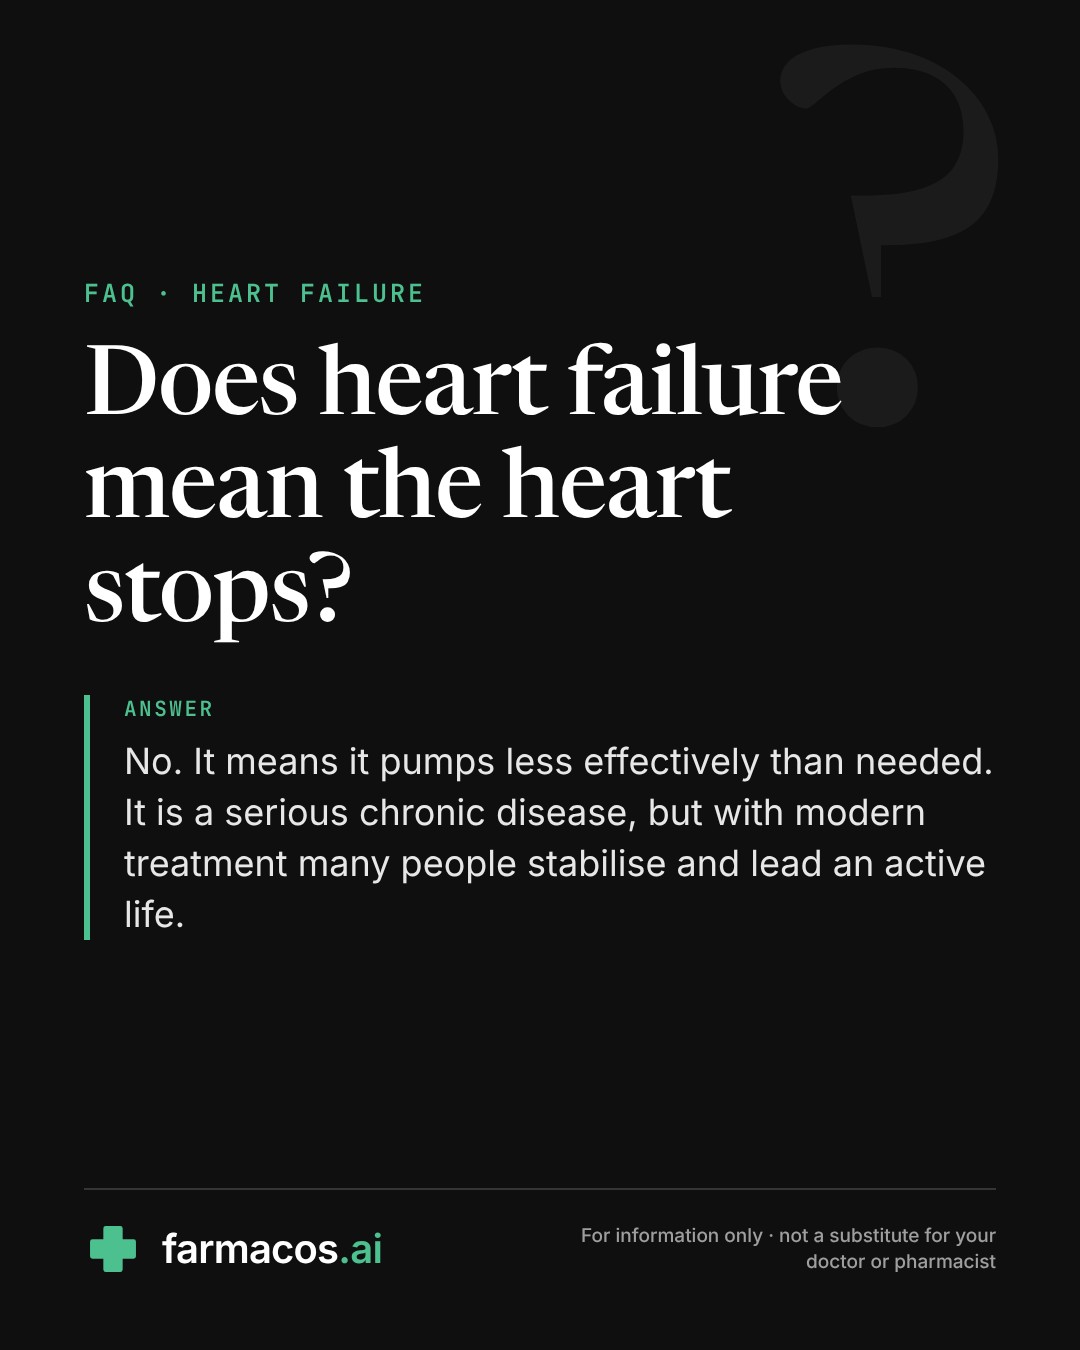 FAQ · HEART FAILURE
Does heart failure
mean the heart
stops?
ANSWER
No. It means it pumps less effectively than needed.
It is a serious chronic disease, but with modern
treatment many people stabilise and lead an active
life.
farmacos.ai
For information only · not a substitute for your
doctor or pharmacist